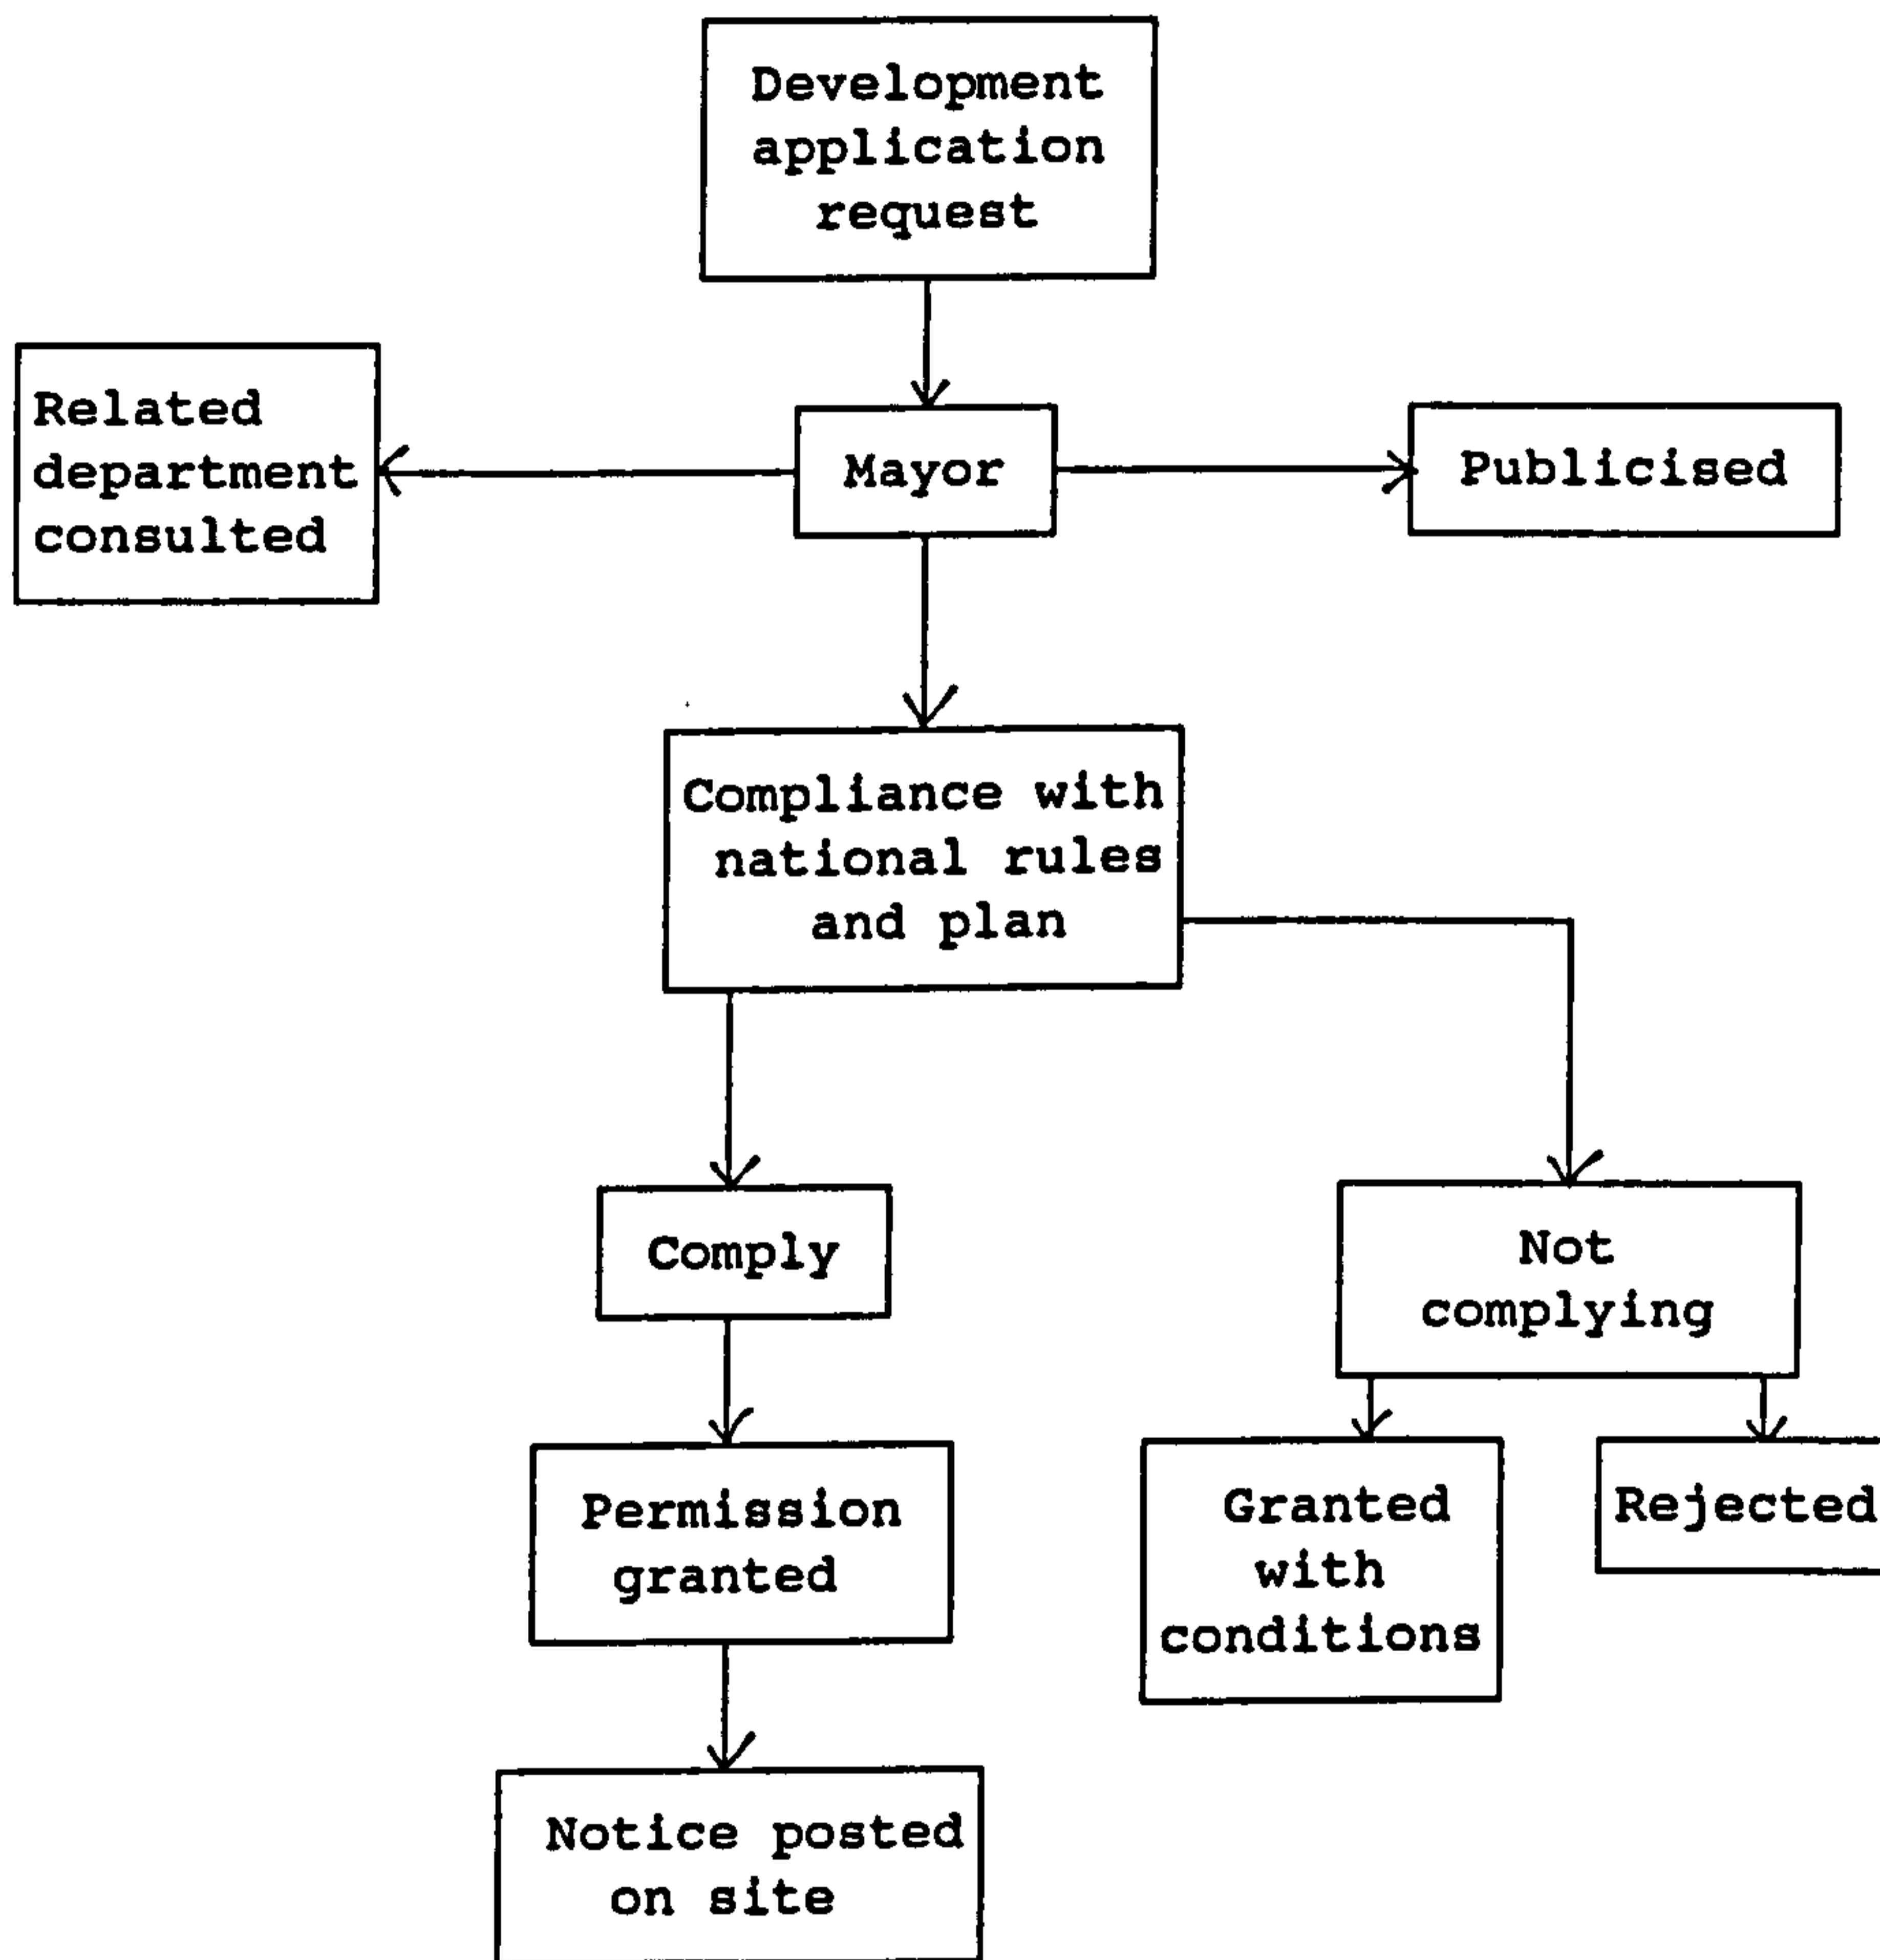 Development
application
request
Related
department
consulted
Mayor
Publicised
Compliance with
national rules
and plan
Comply
Not
complying
Permission
granted
Granted
with
conditions
Rejected
Notice posted
on site